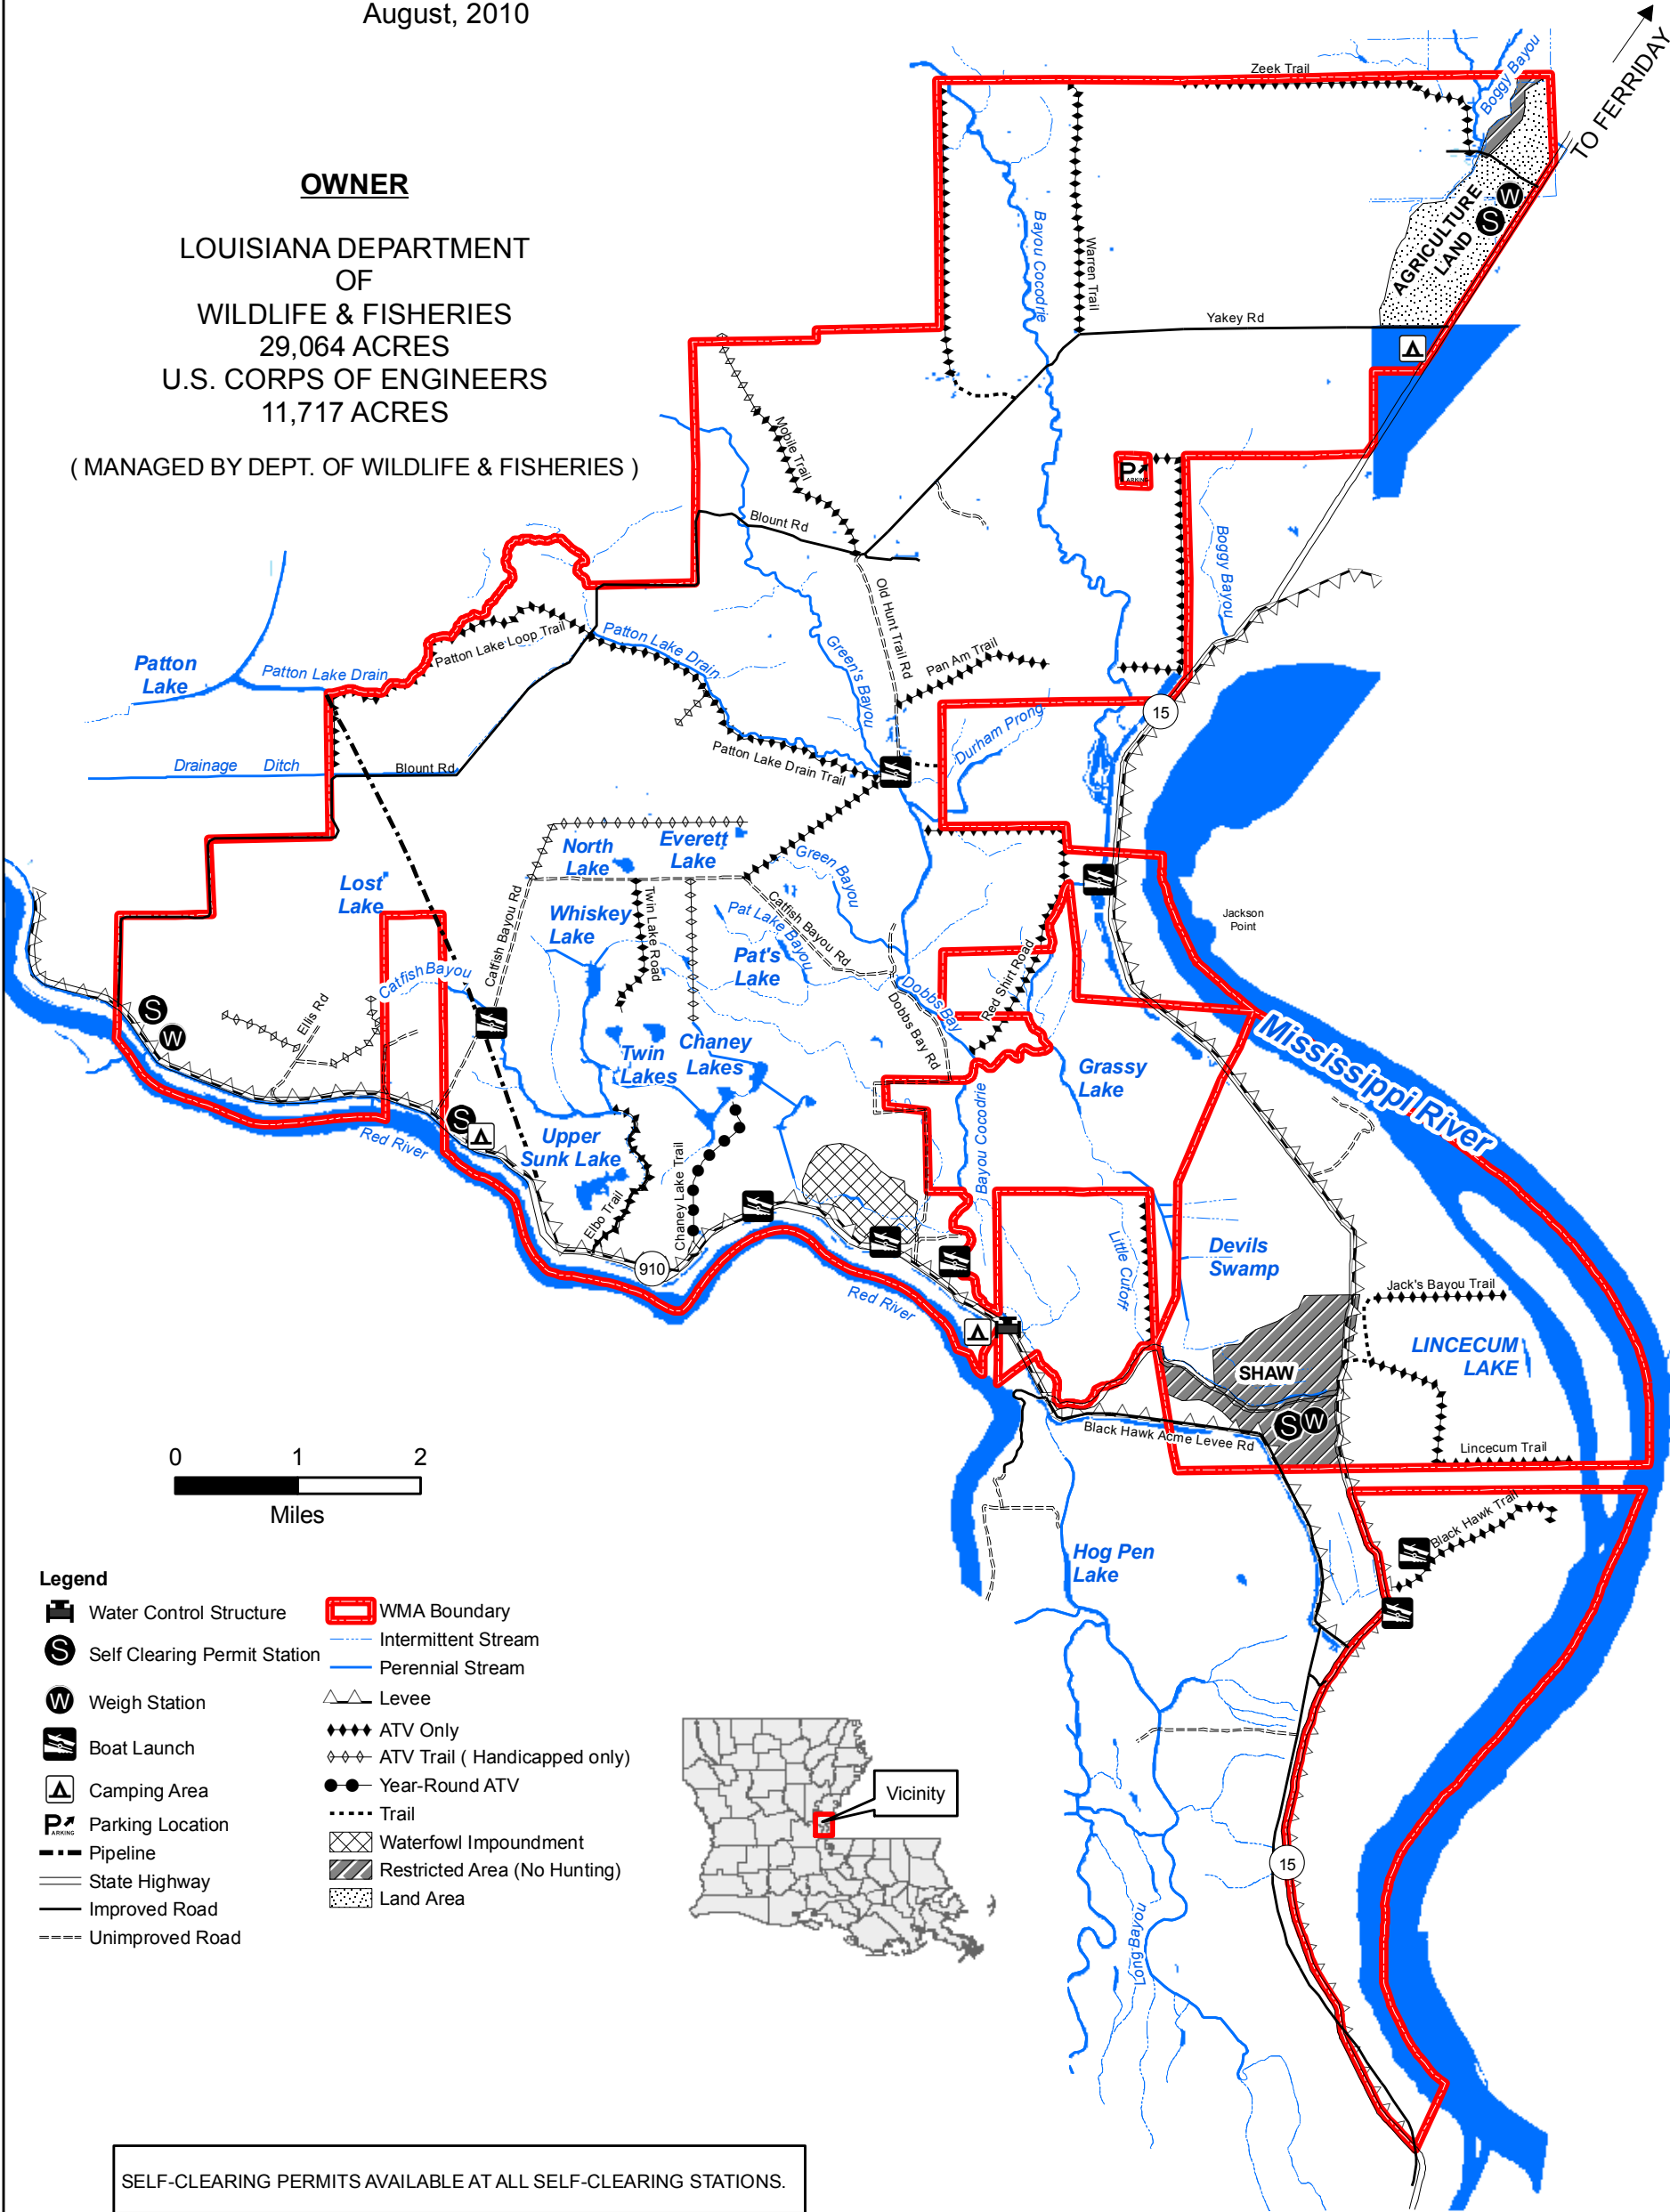 August, 2010
OWNER
LOUISIANA DEPARTMENT
OF
WILDLIFE & FISHERIES
29,064 ACRES
U.S. CORPS OF ENGINEERS
11,717 ACRES
( MANAGED BY DEPT. OF WILDLIFE & FISHERIES )
Zeek Trail
Boggy Bayou
TO FERRIDAY
Bayou Cocodrie
Warren Trail
AGRICULTURE
LAND
W
S
Yakey Rd
Mobile Trail
Blount Rd
P
ARKING
Boggy Bayou
Old Hunt Trail Rd
Patton Lake Loop Trail
Patton Lake Drain
Green's Bayou
Pan Am Trail
Patton
Lake
Patton Lake Drain
15
Durham Prong
Drainage Ditch
Blount Rd
Patton Lake Drain Trail
North
Lake
Everett
Lake
Green Bayou
Lost
Lake
Catfish Bayou Rd
Whiskey
Lake
Twin Lake Road
Pat Lake Bayou
Catfish Bayou Rd
Pat's
Lake
Jackson
Point
Red Shirt Road
Catfish Bayou
Dobbs Bay
Dobbs Bay Rd
S
W
Ellis Rd
Mississippi River
Twin
Lakes
Chaney
Lakes
Grassy
Lake
S
Red River
Upper
Sunk Lake
Bayou Cocodrie
Elbo Trail
Chaney Lake Trail
910
Little Cutoff
Devils
Swamp
Red River
Jack's Bayou Trail
LINCECUM
LAKE
SHAW
S
W
Black Hawk Acme Levee Rd
Lincecum Trail
0 1 2
Miles
Black Hawk Trail
Hog Pen
Lake
Legend
Water Control Structure
S Self Clearing Permit Station
W Weigh Station
Boat Launch
Camping Area
P ARKING Parking Location
Pipeline
State Highway
Improved Road
Unimproved Road
WMA Boundary
Intermittent Stream
Perennial Stream
Levee
ATV Only
ATV Trail ( Handicapped only)
Year-Round ATV
Trail
Waterfowl Impoundment
Restricted Area (No Hunting)
Land Area
Vicinity
15
Long Bayou
SELF-CLEARING PERMITS AVAILABLE AT ALL SELF-CLEARING STATIONS.